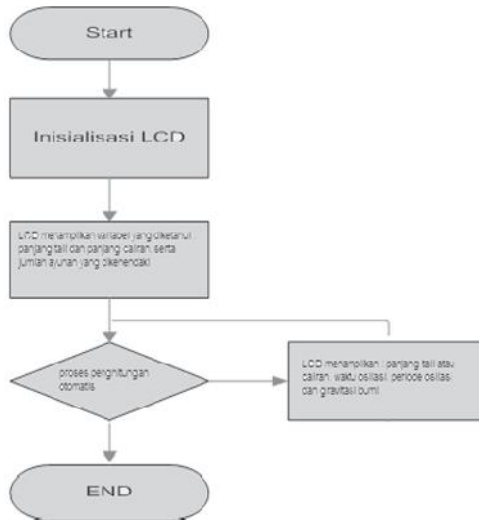 Start
Inisialisasi LCD
LCD menampilkan variabel yang diketahui :
panjang tali dan panjang cairan, serta
jumlah ayunan yang dikehendaki
proses penghitungan
otomatis
LCD menampilkan : panjang tali atau
cairan, waktu osilasi, periode osilasi
dan gravitasi bumi
END